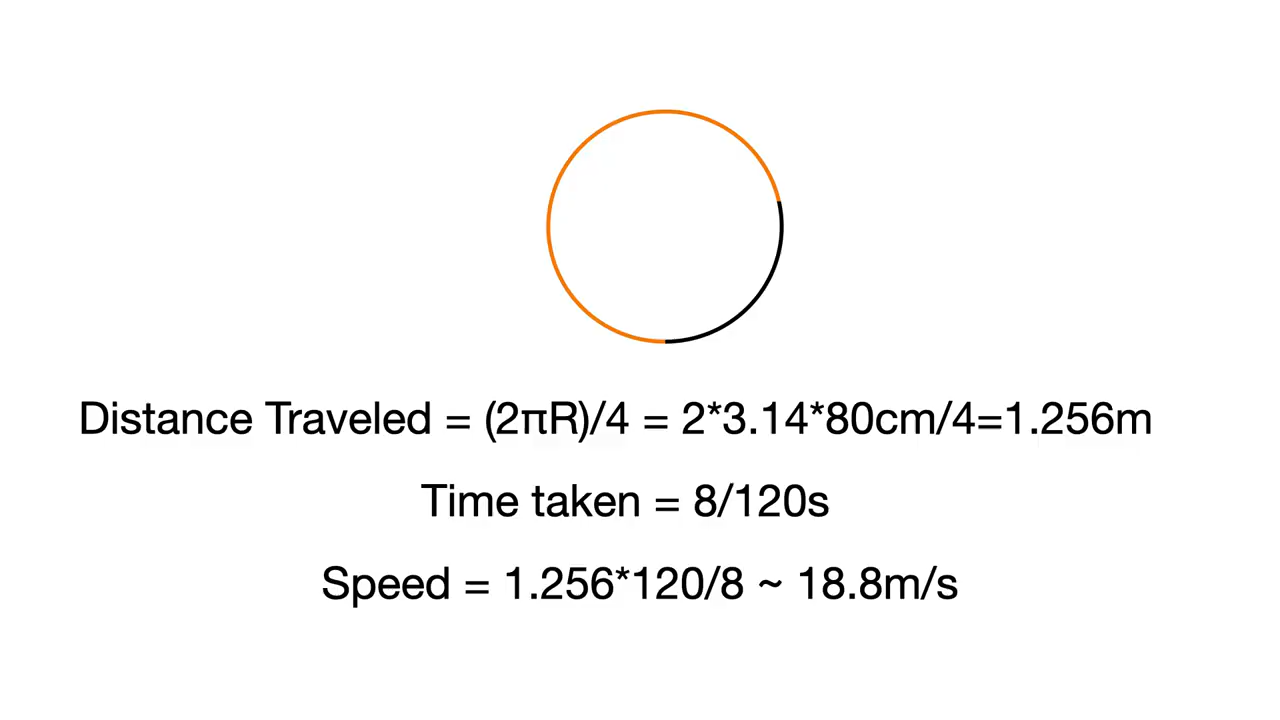 Distance Traveled = (2πR)/4 = 2*3.14*80cm/4=1.256m
Time taken = 8/120s
Speed = 1.256*120/8 ~ 18.8m/s